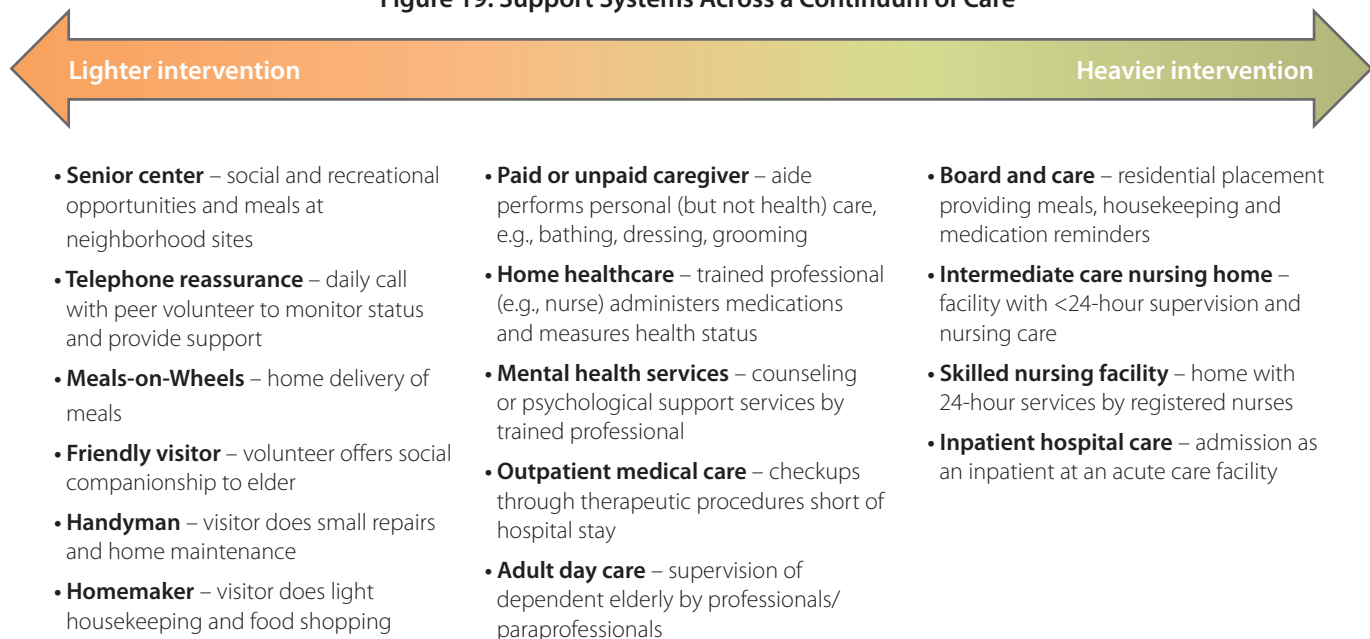 Figure 19. Support Systems Across a Continuum of Care
Lighter intervention
Heavier intervention
• Senior center – social and recreational
opportunities and meals at
neighborhood sites
• Telephone reassurance – daily call
with peer volunteer to monitor status
and provide support
• Meals-on-Wheels – home delivery of
meals
• Friendly visitor – volunteer offers social
companionship to elder
• Handyman – visitor does small repairs
and home maintenance
• Homemaker – visitor does light
housekeeping and food shopping
• Paid or unpaid caregiver – aide
performs personal (but not health) care,
e.g., bathing, dressing, grooming
• Home healthcare – trained professional
(e.g., nurse) administers medications
and measures health status
• Mental health services – counseling
or psychological support services by
trained professional
• Outpatient medical care – checkups
through therapeutic procedures short of
hospital stay
• Adult day care – supervision of
dependent elderly by professionals/
paraprofessionals
• Board and care – residential placement
providing meals, housekeeping and
medication reminders
• Intermediate care nursing home –
facility with <24-hour supervision and
nursing care
• Skilled nursing facility – home with
24-hour services by registered nurses
• Inpatient hospital care – admission as
an inpatient at an acute care facility